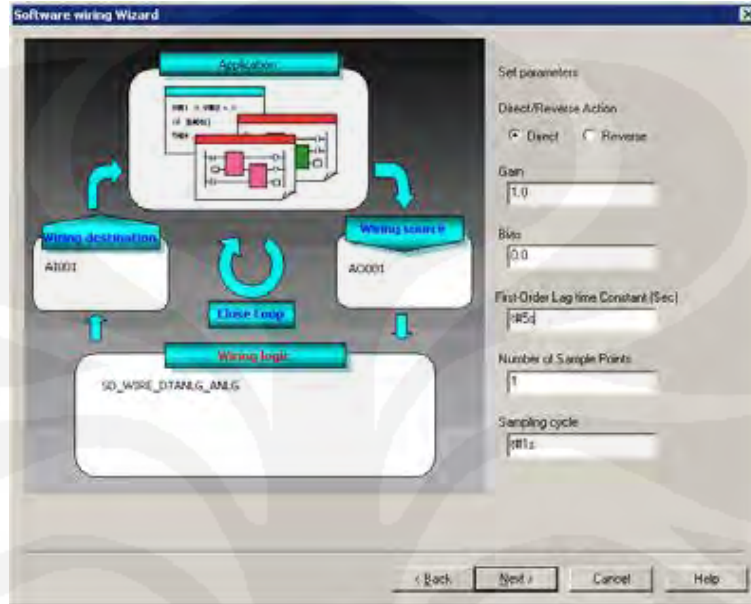 Software wiring Wizard
Application
Set parameters
Direct/Reverse Action
Direct
Reverse
Gain
1.0
Wiring destination
AI001
Wiring source
AO001
Bias
0.0
Close Loop
First-Order Lag time Constant (Sec)
t#5s
Wiring logic
SD_WIRE_DTANLG_ANLG
Number of Sample Points
1
Sampling cycle
t#1s
< Back
Next >
Cancel
Help